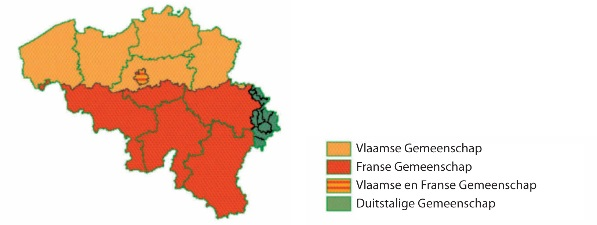 Vlaamse Gemeenschap
Franse Gemeenschap
Vlaamse en Franse Gemeenschap
Duitstalige Gemeenschap